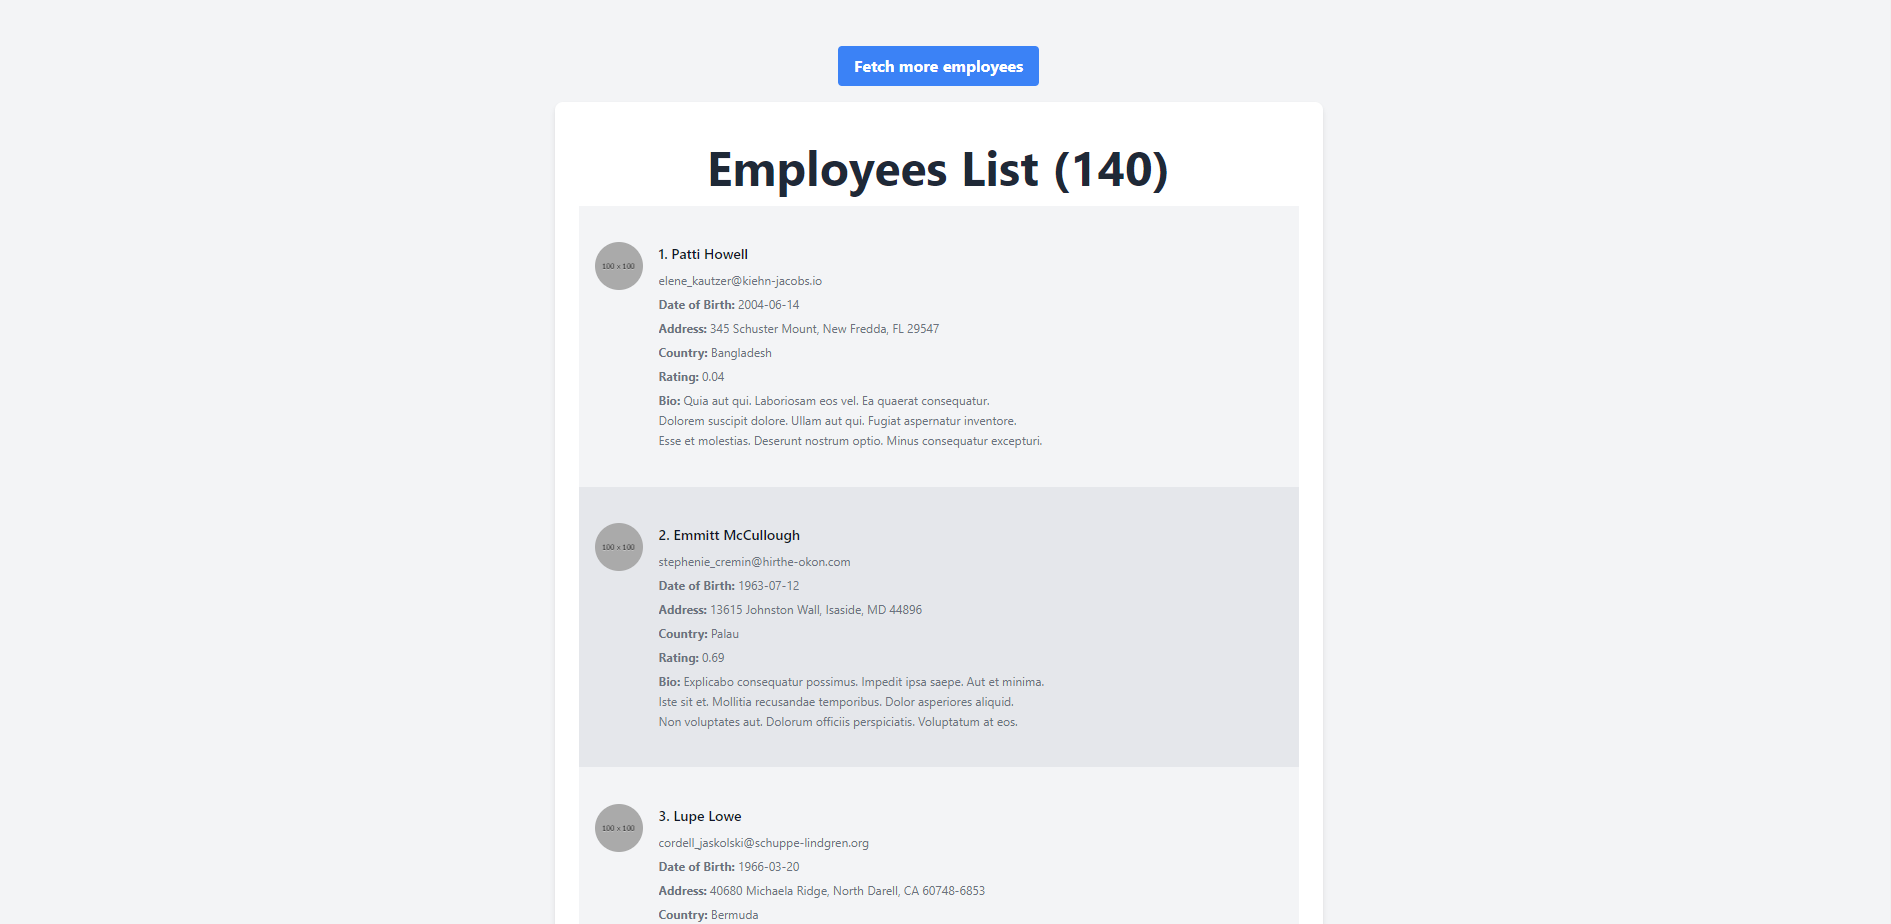 Fetch more employees
Employees List (140)
100 x 100
1. Patti Howell
elene_kautzer@kiehn-jacobs.io
Date of Birth: 2004-06-14
Address: 345 Schuster Mount, New Fredda, FL 29547
Country: Bangladesh
Rating: 0.04
Bio: Quia aut qui. Laboriosam eos vel. Ea quaerat consequatur.
Dolorem suscipit dolore. Ullam aut qui. Fugiat aspernatur inventore.
Esse et molestias. Deserunt nostrum optio. Minus consequatur excepturi.
100 x 100
2. Emmitt McCullough
stephenie_cremin@hirthe-okon.com
Date of Birth: 1963-07-12
Address: 13615 Johnston Wall, Isaside, MD 44896
Country: Palau
Rating: 0.69
Bio: Explicabo consequatur possimus. Impedit ipsa saepe. Aut et minima.
Iste sit et. Mollitia recusandae temporibus. Dolor asperiores aliquid.
Non voluptates aut. Dolorum officiis perspiciatis. Voluptatum at eos.
100 x 100
3. Lupe Lowe
cordell_jaskolski@schuppe-lindgren.org
Date of Birth: 1966-03-20
Address: 40680 Michaela Ridge, North Darell, CA 60748-6853
Country: Bermuda